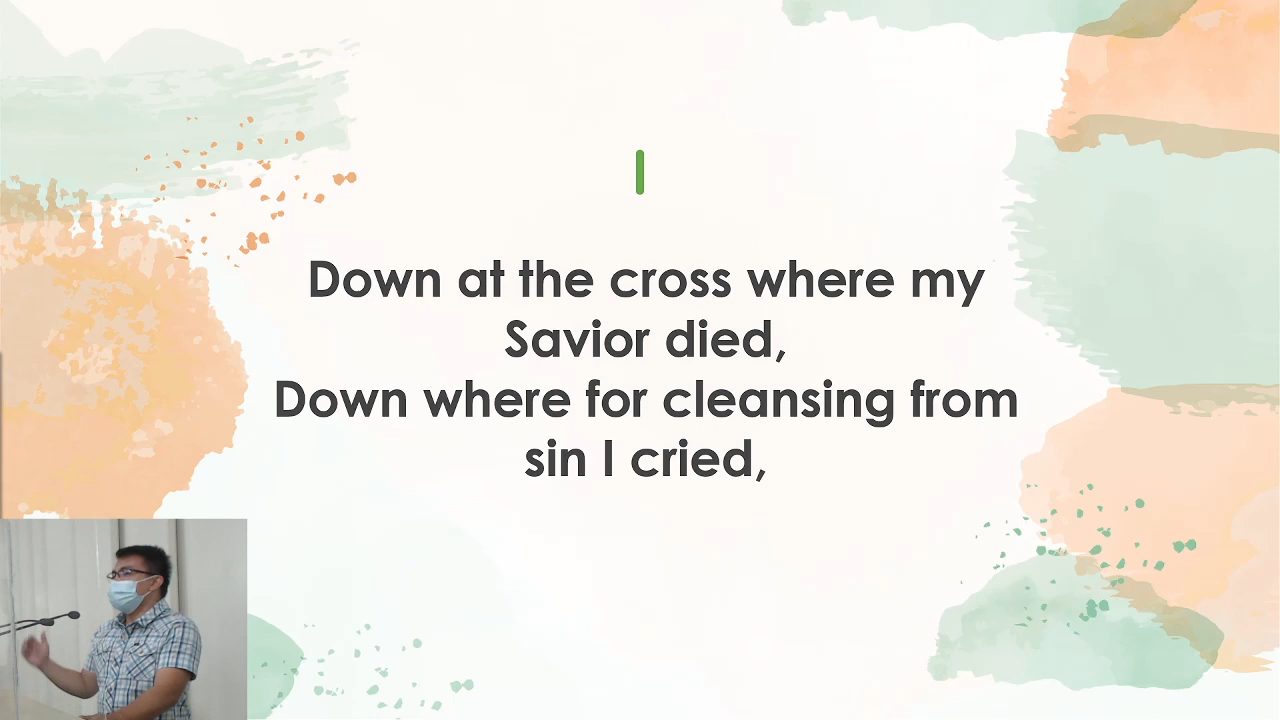 I
Down at the cross where my
Savior died,
Down where for cleansing from
sin I cried,